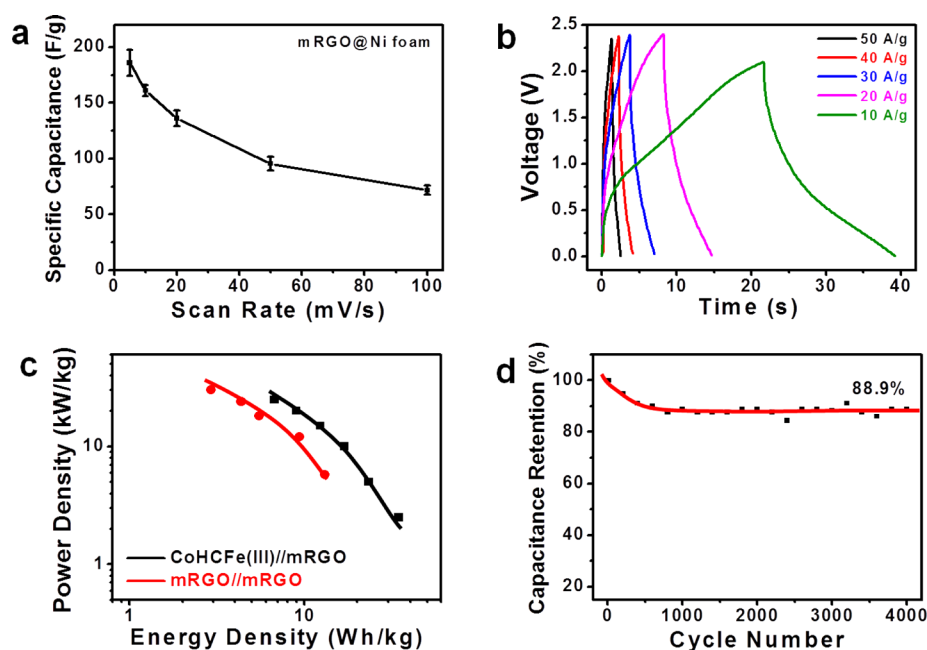 a
mRGO@Ni foam
Specific Capacitance (F/g)
200
150
100
50
0
0 20 40 60 80 100
Scan Rate (mV/s)
b
50 A/g
40 A/g
30 A/g
20 A/g
10 A/g
Voltage (V)
2.5
2.0
1.5
1.0
0.5
0.0
0 10 20 30 40
Time (s)
c
Power Density (kW/kg)
10
1
CoHCFe(III)//mRGO
mRGO//mRGO
1 10
Energy Density (Wh/kg)
d
88.9%
Capacitance Retention (%)
100
80
60
40
20
0 1000 2000 3000 4000
Cycle Number